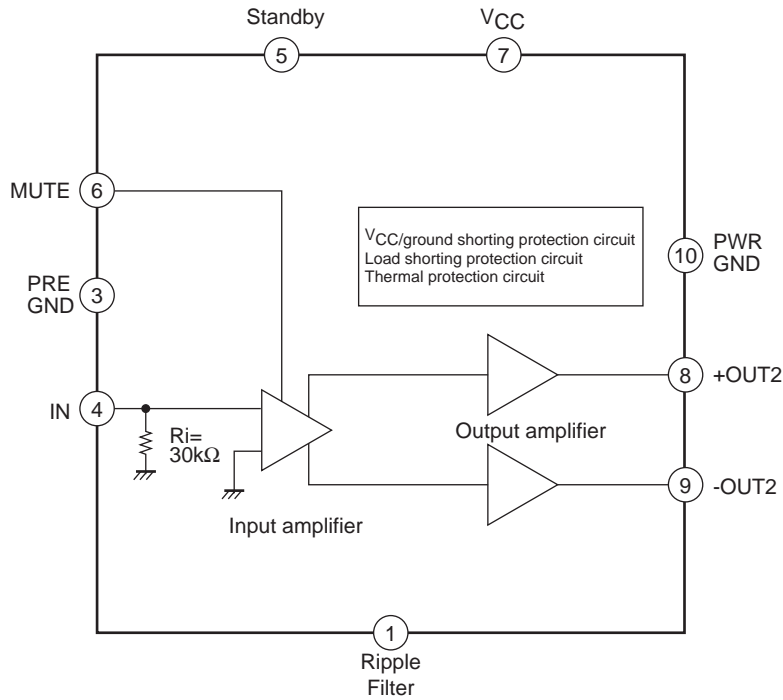 Standby
VCC
5
7
MUTE
6
VCC/ground shorting protection circuit
Load shorting protection circuit
Thermal protection circuit
10
PWR
GND
PRE
GND
3
8
+OUT2
IN
4
Ri=
30kΩ
Output amplifier
9
-OUT2
Input amplifier
1
Ripple
Filter